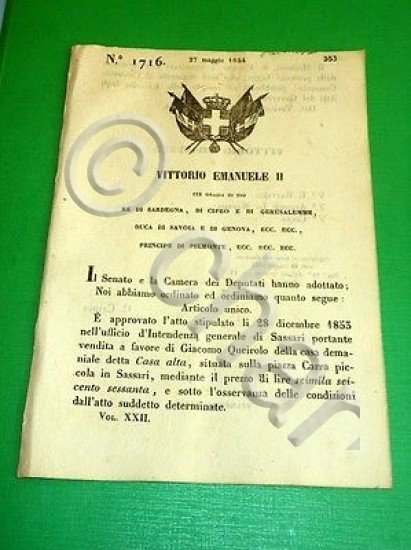 N.° 1716.
27 maggio 1854
353
VITTORIO EMANUELE II
PER GRAZIA DI DIO
RE DI SARDEGNA, DI CIPRO E DI GERUSALEMME,
DUCA DI SAVOIA E DI GENOVA, ECC. ECC.
PRINCIPE DI PIEMONTE, ECC. ECC. ECC.
Il Senato e la Camera dei Deputati hanno adottato;
Noi abbiamo ordinato ed ordiniamo quanto segue:
Articolo unico.
È approvato l'atto stipulato li 28 dicembre 1853
nell'ufficio d'Intendenza generale di Sassari portante
vendita a favore di Giacomo Queirolo della casa dema-
niale detta Casa alta, situata sulla piazza Carra pic-
cola in Sassari, mediante il prezzo di lire seimila sei-
cento sessanta, e sotto l'osservanza delle condizioni
dall'atto suddetto determinate.
VOL. XXII.